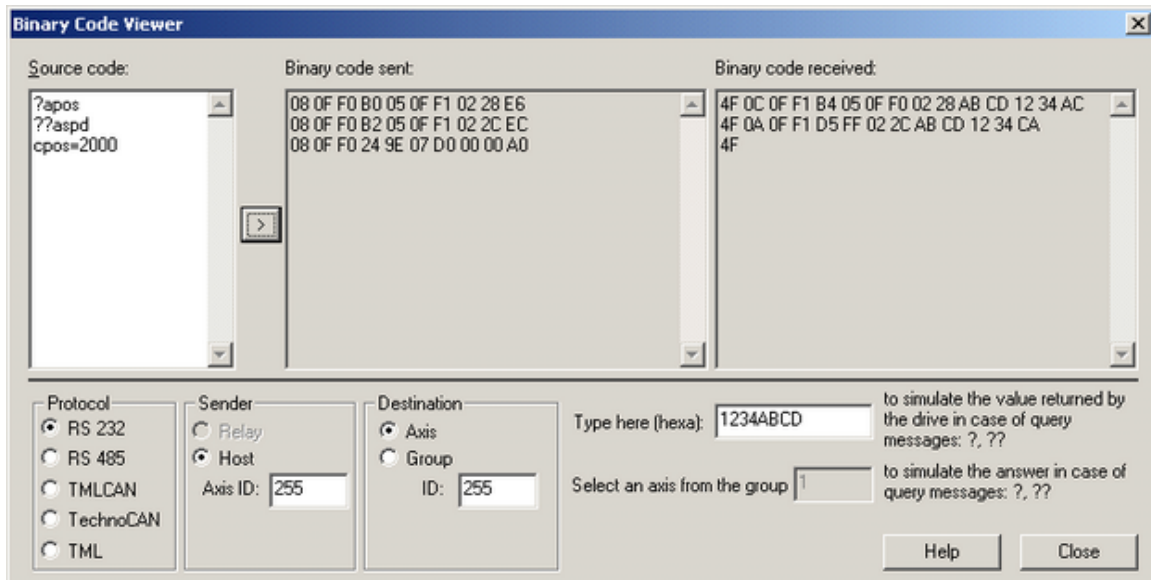 Binary Code Viewer
Source code:
?apos
??aspd
cpos=2000
>
Binary code sent:
08 0F F0 B0 05 0F F1 02 28 E6
08 0F F0 B2 05 0F F1 02 2C EC
08 0F F0 24 9E 07 D0 00 00 A0
Binary code received:
4F 0C 0F F1 B4 05 0F F0 02 28 AB CD 12 34 AC
4F 0A 0F F1 D5 FF 02 2C AB CD 12 34 CA
4F
Protocol
RS 232
RS 485
TMLCAN
TechnoCAN
TML
Sender
Relay
Host
Axis ID: 255
Destination
Axis
Group
ID: 255
Type here (hexa): 1234ABCD
to simulate the value returned by
the drive in case of query
messages: ?, ??
Select an axis from the group 1
to simulate the answer in case of
query messages: ?, ??
Help
Close